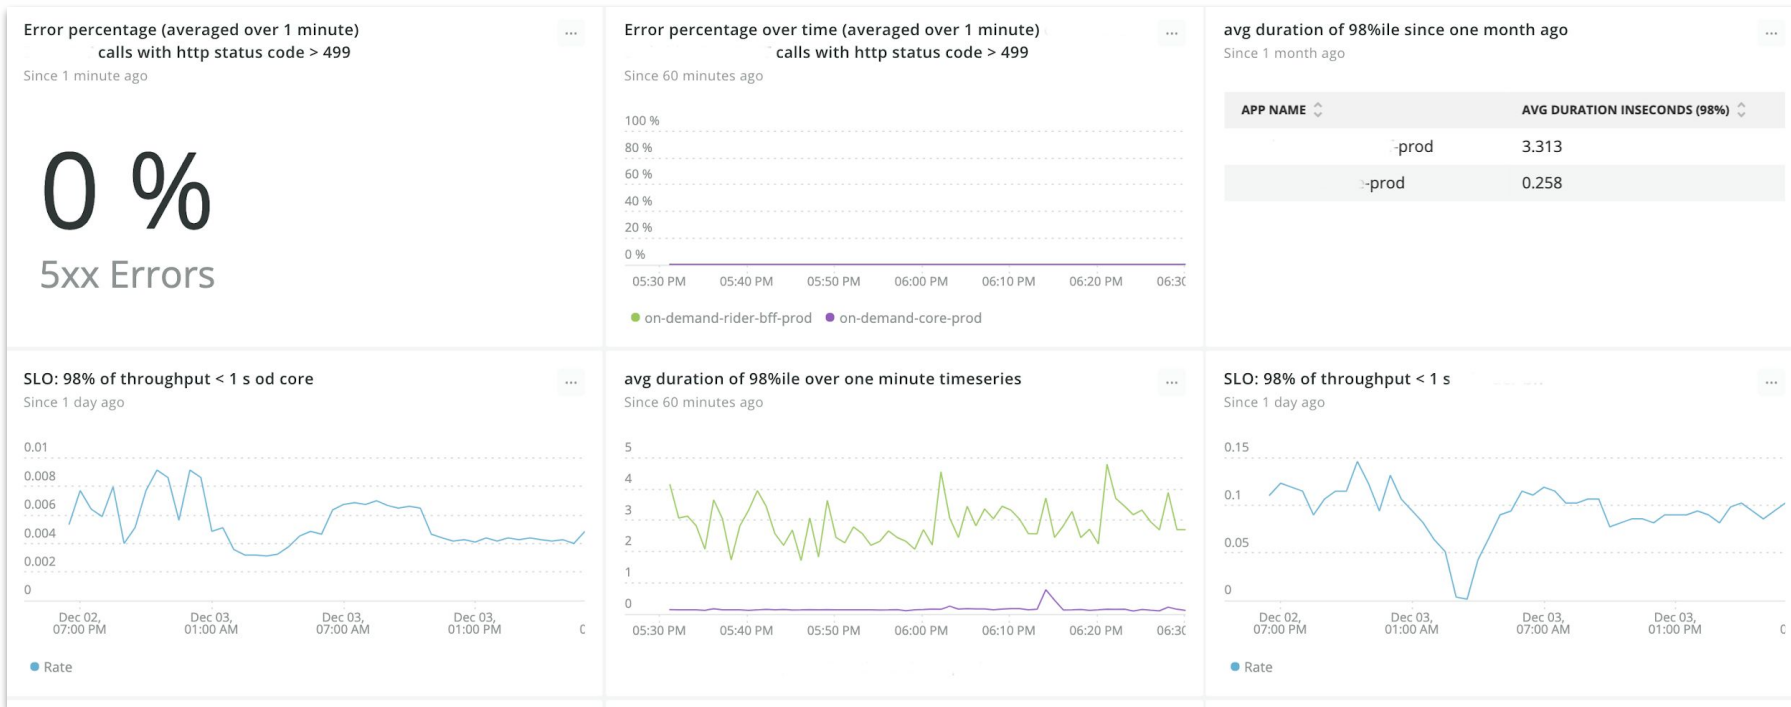 Error percentage (averaged over 1 minute)
calls with http status code > 499
Since 1 minute ago
0 %
5xx Errors
Error percentage over time (averaged over 1 minute)
calls with http status code > 499
Since 60 minutes ago
100 %
80 %
60 %
40 %
20 %
0 %
05:30 PM 05:40 PM 05:50 PM 06:00 PM 06:10 PM 06:20 PM 06:30
on-demand-rider-bff-prod on-demand-core-prod
avg duration of 98%ile since one month ago
Since 1 month ago
APP NAME AVG DURATION INSECONDS (98%)
-prod 3.313
-prod 0.258
SLO: 98% of throughput < 1 s od core
Since 1 day ago
0.01
0.008
0.006
0.004
0.002
0
Dec 02, Dec 03, Dec 03, Dec 03,
07:00 PM 01:00 AM 07:00 AM 01:00 PM
Rate
avg duration of 98%ile over one minute timeseries
Since 60 minutes ago
5
4
3
2
1
0
05:30 PM 05:40 PM 05:50 PM 06:00 PM 06:10 PM 06:20 PM 06:30
SLO: 98% of throughput < 1 s
Since 1 day ago
0.15
0.1
0.05
0
Dec 02, Dec 03, Dec 03, Dec 03,
07:00 PM 01:00 AM 07:00 AM 01:00 PM
Rate